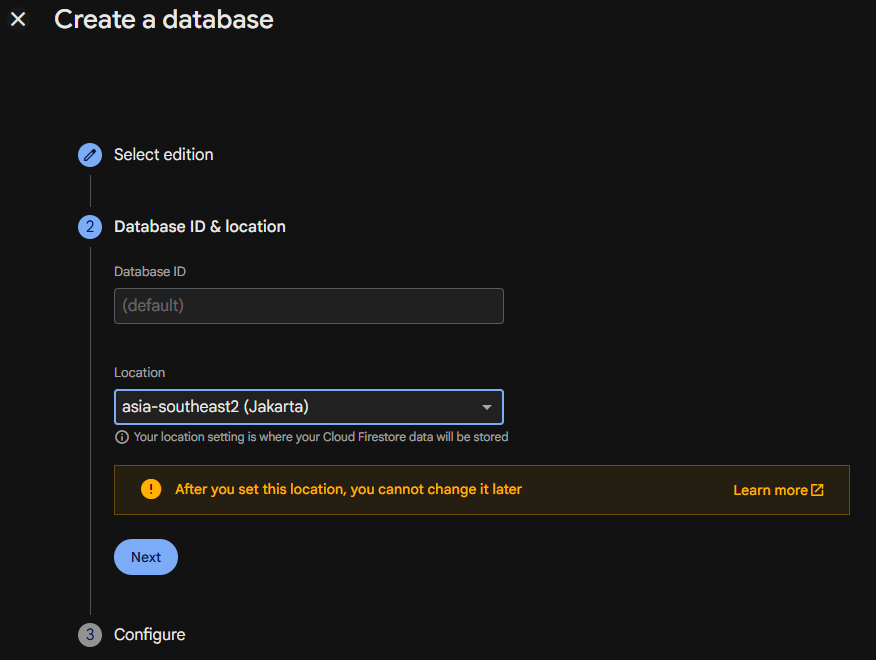 Create a database
Select edition
2 Database ID & location
Database ID
(default)
Location
asia-southeast2 (Jakarta)
Your location setting is where your Cloud Firestore data will be stored
After you set this location, you cannot change it later Learn more
Next
3 Configure